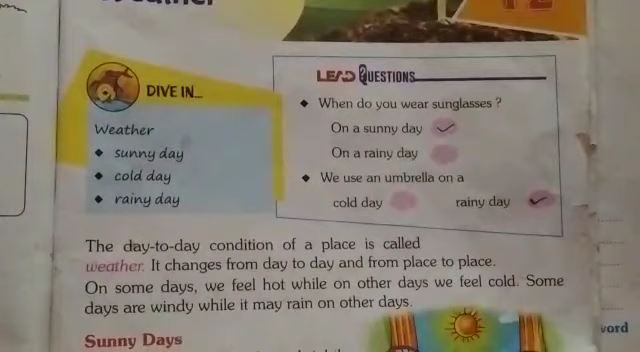 DIVE IN...
Weather
◆ sunny day
◆ cold day
◆ rainy day
LEAD QUESTIONS
◆ When do you wear sunglasses ?
On a sunny day ✓
On a rainy day
◆ We use an umbrella on a
cold day rainy day ✓
The day-to-day condition of a place is called
weather. It changes from day to day and from place to place.
On some days, we feel hot while on other days we feel cold. Some
days are windy while it may rain on other days.
Sunny Days